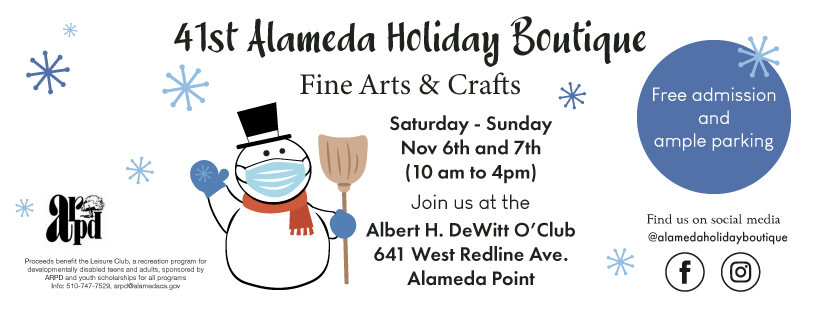 41st Alameda Holiday Boutique
Fine Arts & Crafts
Saturday - Sunday
Nov 6th and 7th
(10 am to 4pm)
Join us at the
Albert H. DeWitt O'Club
641 West Redline Ave.
Alameda Point
Free admission
and
ample parking
Find us on social media
@alamedaholidayboutique
arpd
Proceeds benefit the Leisure Club, a recreation program for
developmentally disabled teens and adults, sponsored by
ARPD and youth scholarships for all programs
Info: 510-747-7529, arpd@alamedaca.gov